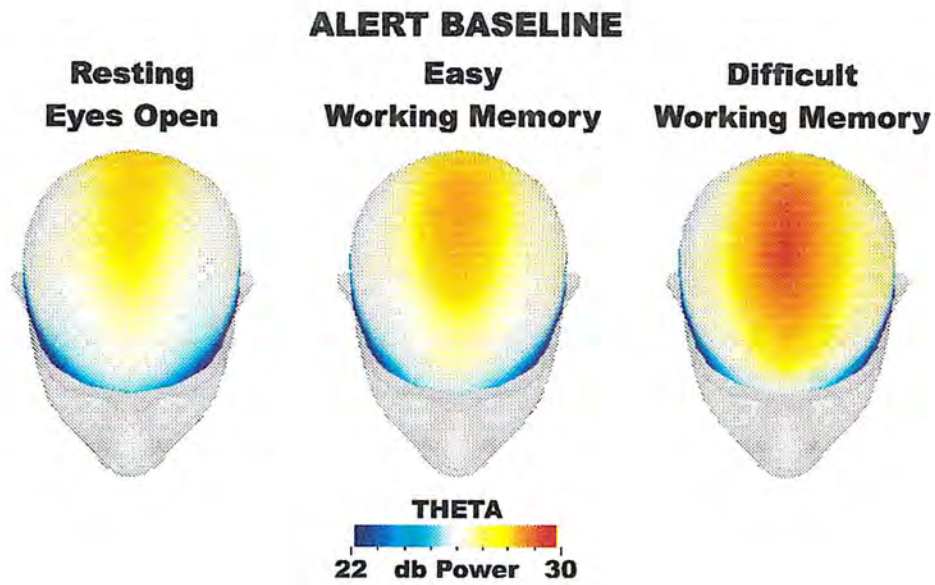 ALERT BASELINE
Resting
Eyes Open
Easy
Working Memory
Difficult
Working Memory
THETA
22 db Power 30